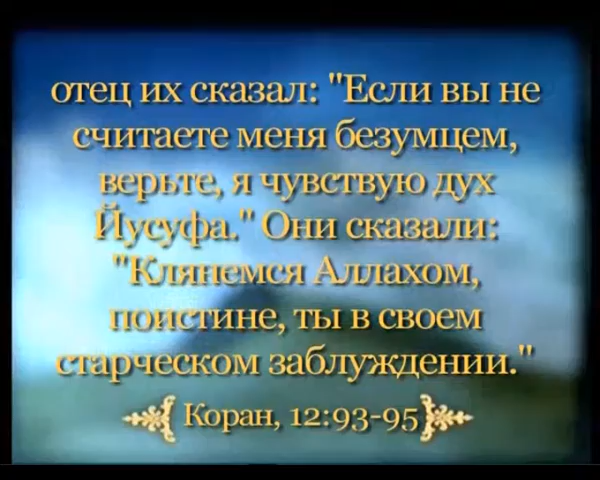 отец их сказал: "Если вы не
считаете меня безумцем,
верьте, я чувствую дух
Йусуфа." Они сказали:
"Клянемся Аллахом,
поистине, ты в своем
старческом заблуждении."
Коран, 12:93-95